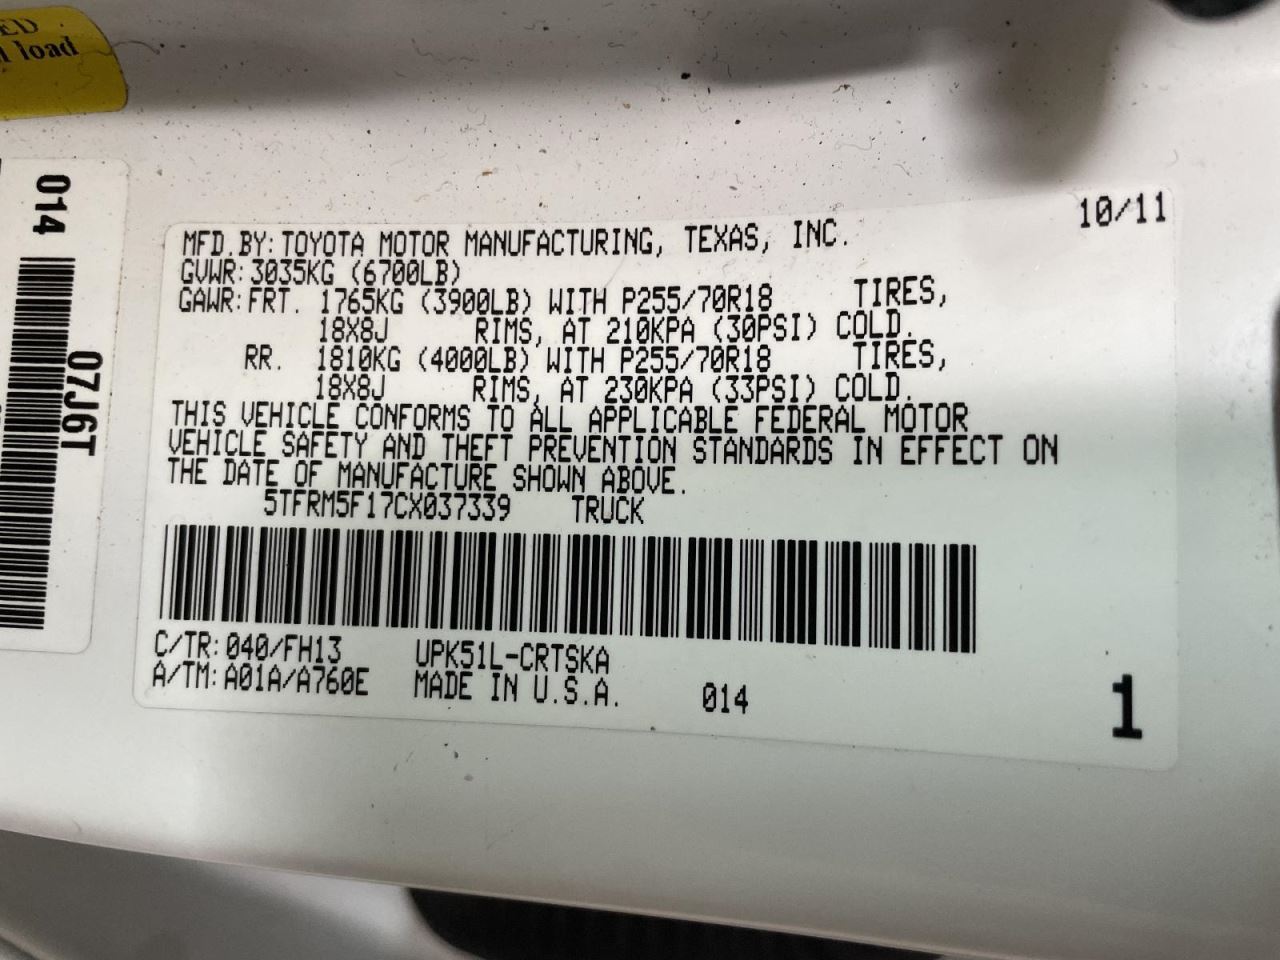 ED
load
014
07J6T
10/11
MFD.BY: TOYOTA MOTOR MANUFACTURING, TEXAS, INC.
GVWR: 3035KG (6700LB)
GAWR: FRT. 1765KG (3900LB) WITH P255/70R18 TIRES,
18X8J RIMS, AT 210KPA (30PSI) COLD.
RR. 1810KG (4000LB) WITH P255/70R18 TIRES,
18X8J RIMS, AT 230KPA (33PSI) COLD.
THIS VEHICLE CONFORMS TO ALL APPLICABLE FEDERAL MOTOR
VEHICLE SAFETY AND THEFT PREVENTION STANDARDS IN EFFECT ON
THE DATE OF MANUFACTURE SHOWN ABOVE.
5TFRM5F17CX037339 TRUCK
C/TR: 040/FH13 UPK51L-CRTSKA
A/TM: A01A/A760E MADE IN U.S.A. 014
1